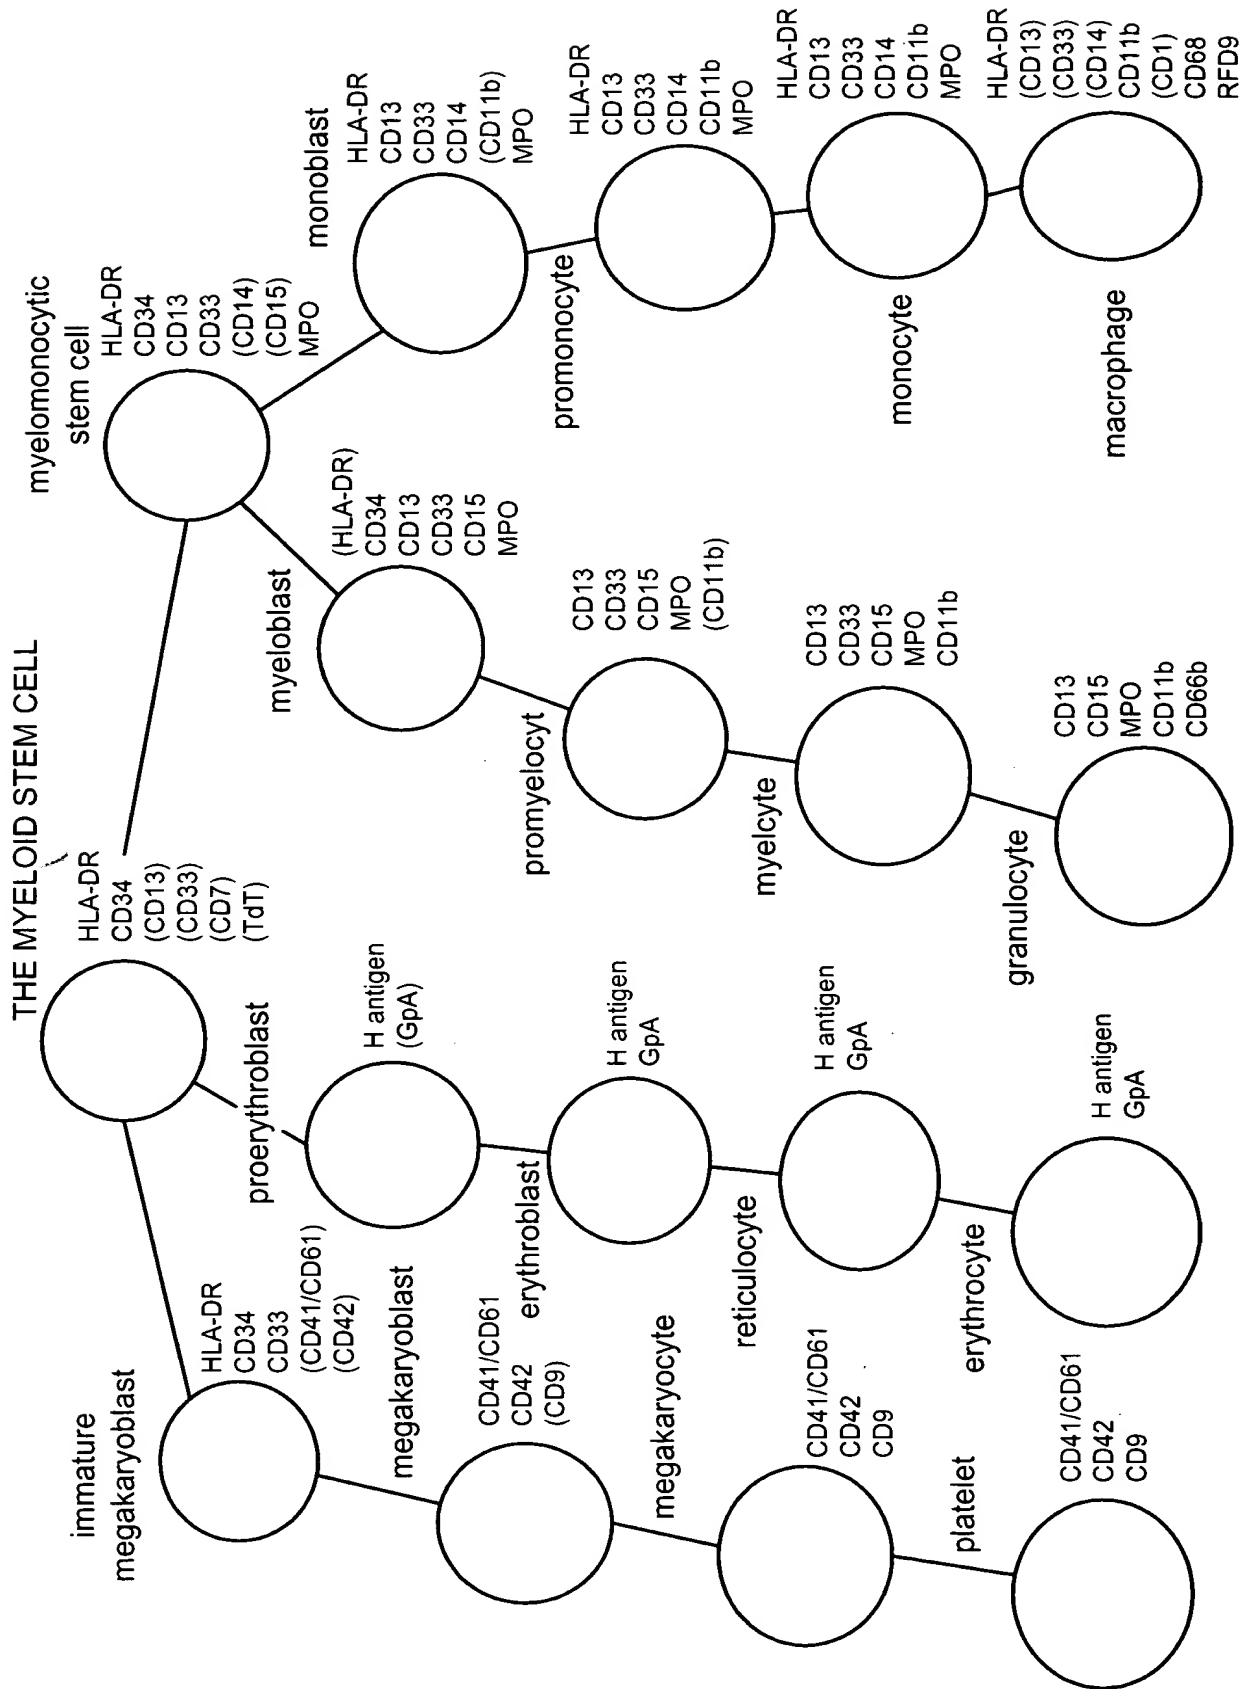 THE MYELOID STEM CELL
HLA-DR
CD34
(CD13)
(CD33)
(CD7)
(TdT)
immature
megakaryoblast
HLA-DR
CD34
CD33
(CD41/CD61)
(CD42)
megakaryoblast
CD41/CD61
CD42
(CD9)
megakaryocyte
CD41/CD61
CD42
CD9
platelet
CD41/CD61
CD42
CD9
proerythroblast
H antigen
(GpA)
erythroblast
H antigen
GpA
reticulocyte
H antigen
GpA
erythrocyte
H antigen
GpA
myelomonocytic
stem cell
HLA-DR
CD34
CD13
CD33
(CD14)
(CD15)
MPO
myeloblast
(HLA-DR)
CD34
CD13
CD33
CD15
MPO
promyelocyt
CD13
CD33
CD15
MPO
(CD11b)
myelcyte
CD13
CD33
CD15
MPO
CD11b
granulocyte
CD13
CD15
MPO
CD11b
CD66b
monoblast
HLA-DR
CD13
CD33
CD14
(CD11b)
MPO
promonocyte
HLA-DR
CD13
CD33
CD14
CD11b
MPO
monocyte
HLA-DR
CD13
CD33
CD14
CD11b
MPO
macrophage
HLA-DR
(CD13)
(CD33)
(CD14)
CD11b
(CD1)
CD68
RFD9